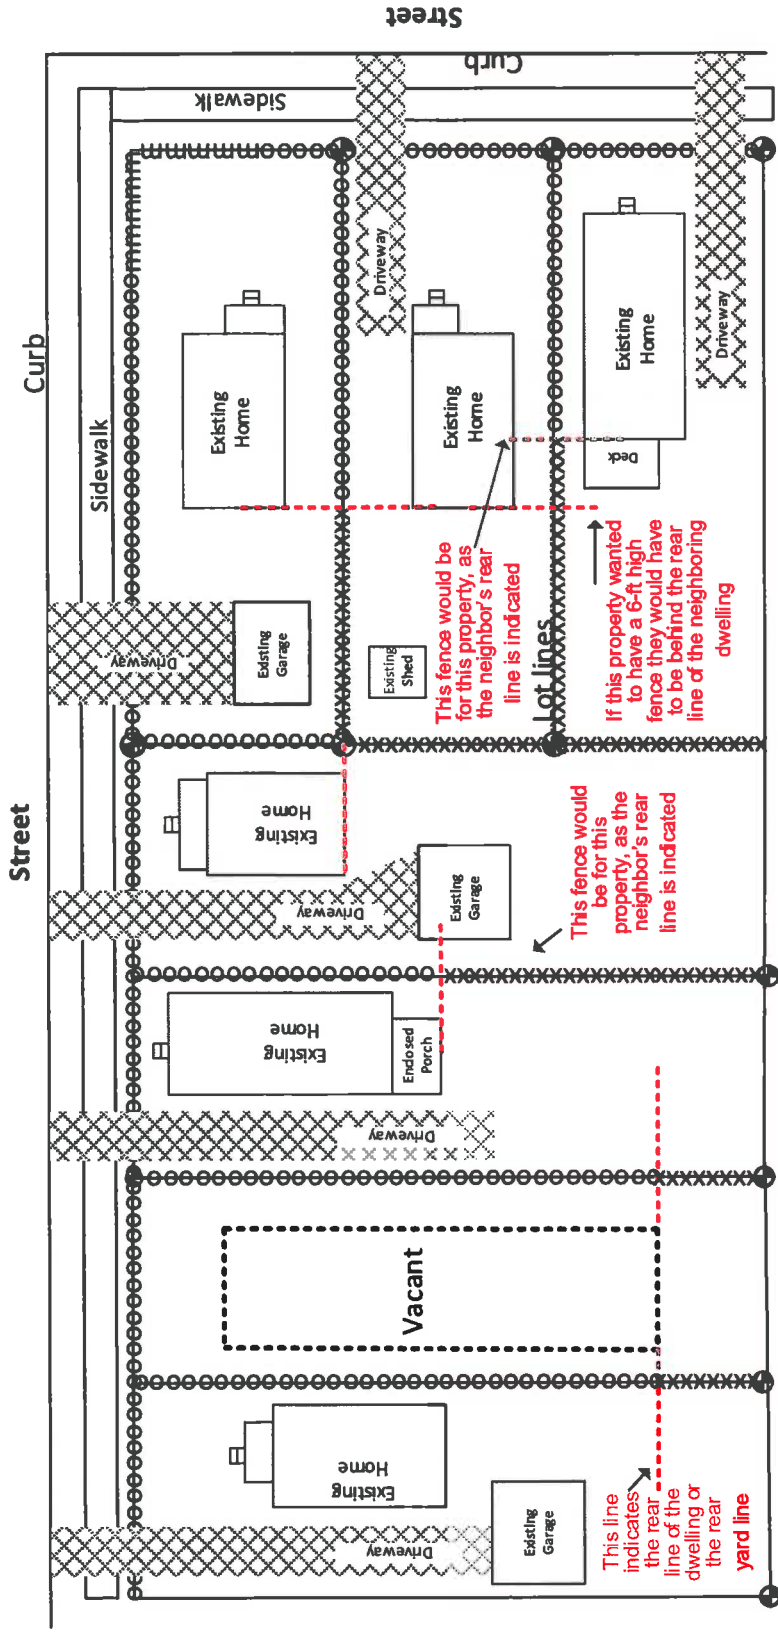 Street
Curb
Sidewalk
Curb
Sidewalk
Street
Driveway
Existing
Home
Driveway
Existing
Garage
Existing
Home
Driveway
Existing
Shed
This fence would be
for this property, as
the neighbor's rear
line is indicated
Lot lines
Existing
Home
Deck
Driveway
If this property wanted
to have a 6-ft high
fence they would have
to be behind the rear
line of the neighboring
dwelling
Existing
Home
Driveway
Existing
Garage
This fence would
be for this
property, as the
neighbor's rear
line is indicated
Existing
Home
Enclosed
Porch
Driveway
Vacant
Existing
Home
Driveway
Existing
Garage
This line
indicates
the rear
line of the
dwelling or
the rear
yard line